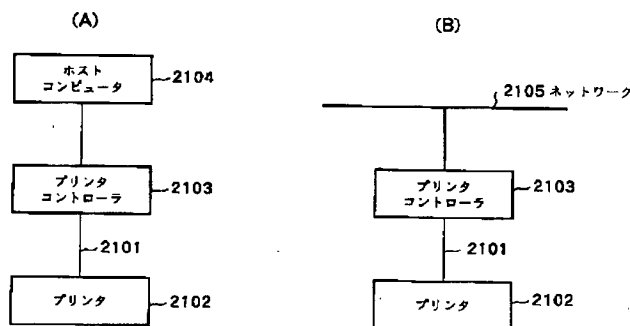 (A)
ホスト
コンピュータ
2104
プリンタ
コントローラ
2103
2101
プリンタ
2102
(B)
2105 ネットワーク
プリンタ
コントローラ
2103
2101
プリンタ
2102